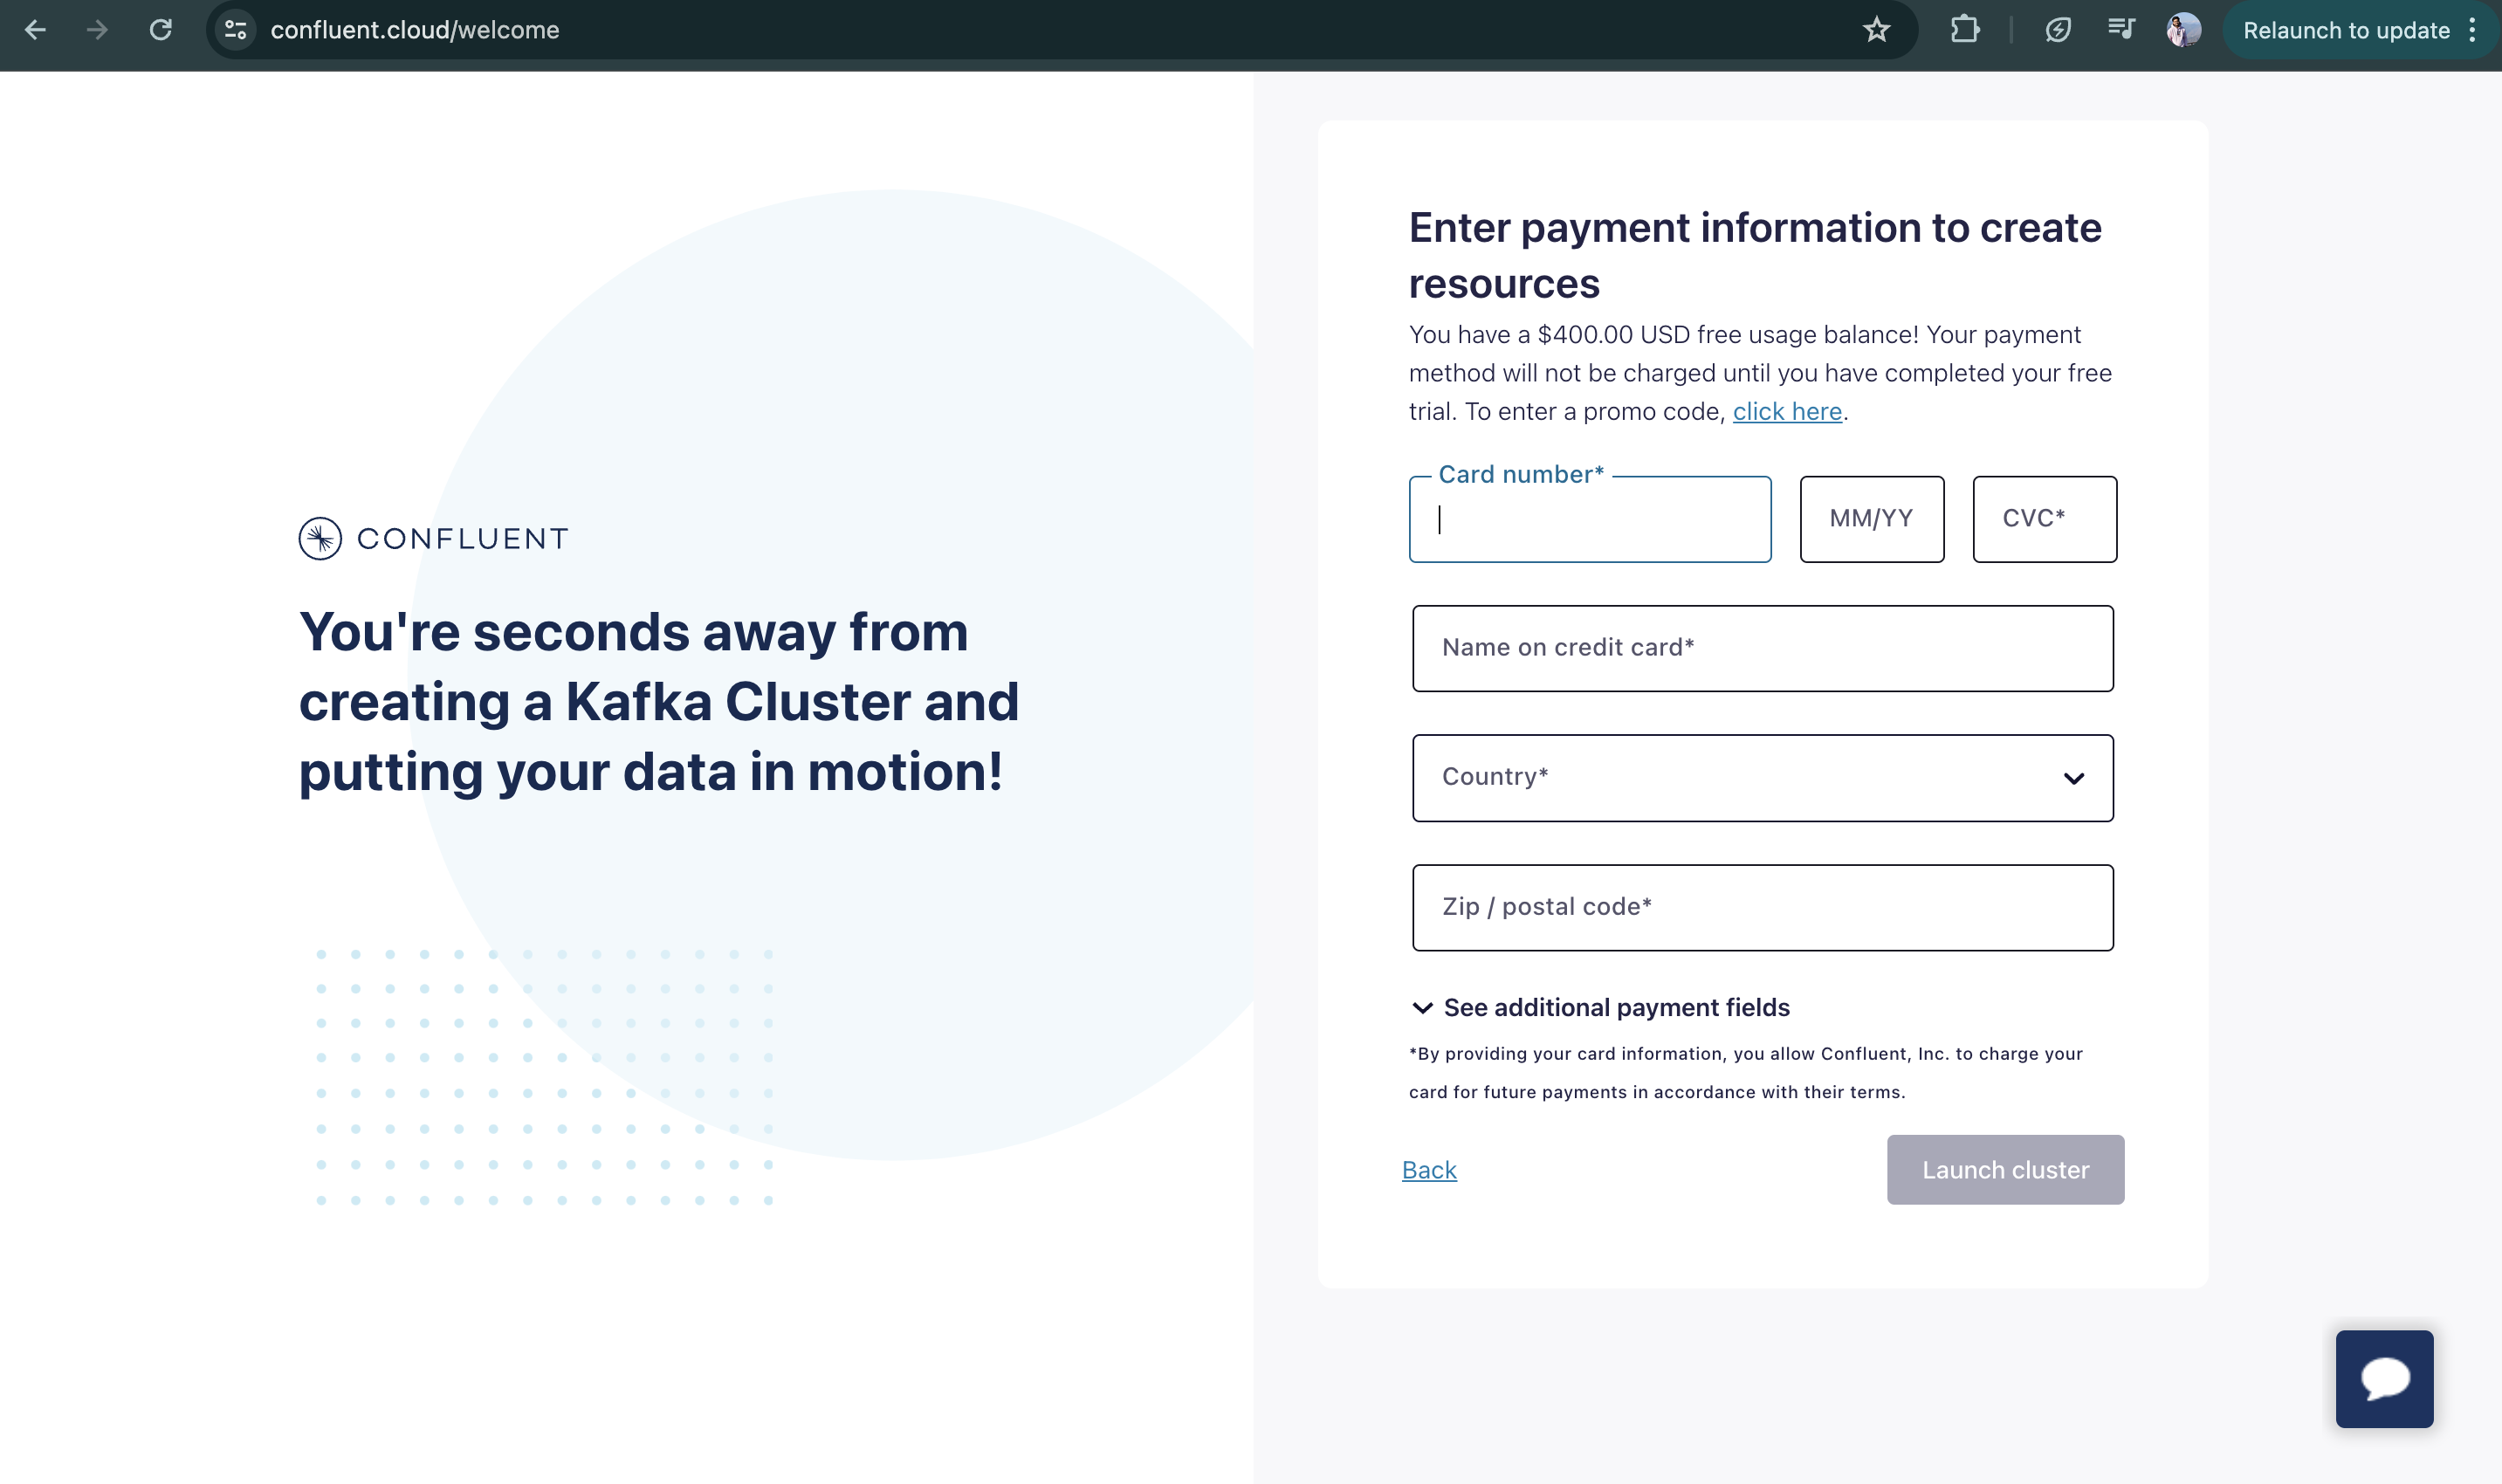 confluent.cloud/welcome
Relaunch to update
CONFLUENT
You're seconds away from
creating a Kafka Cluster and
putting your data in motion!
Enter payment information to create
resources
You have a $400.00 USD free usage balance! Your payment
method will not be charged until you have completed your free
trial. To enter a promo code, click here.
Card number*
MM/YY
CVC*
Name on credit card*
Country*
Zip / postal code*
See additional payment fields
*By providing your card information, you allow Confluent, Inc. to charge your
card for future payments in accordance with their terms.
Back
Launch cluster